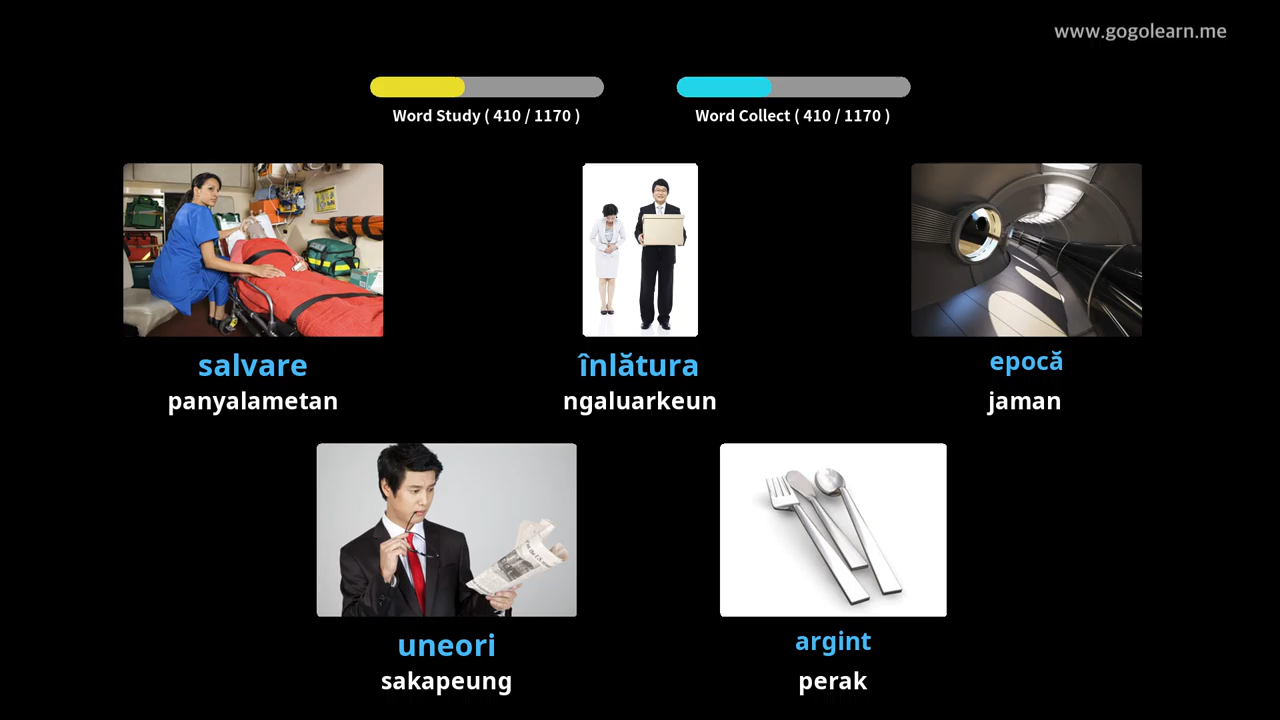 www.gogolearn.me
Word Study ( 410 / 1170 )
Word Collect ( 410 / 1170 )
salvare
panyalametan
înlătura
ngaluarkeun
epocă
jaman
uneori
sakapeung
argint
perak